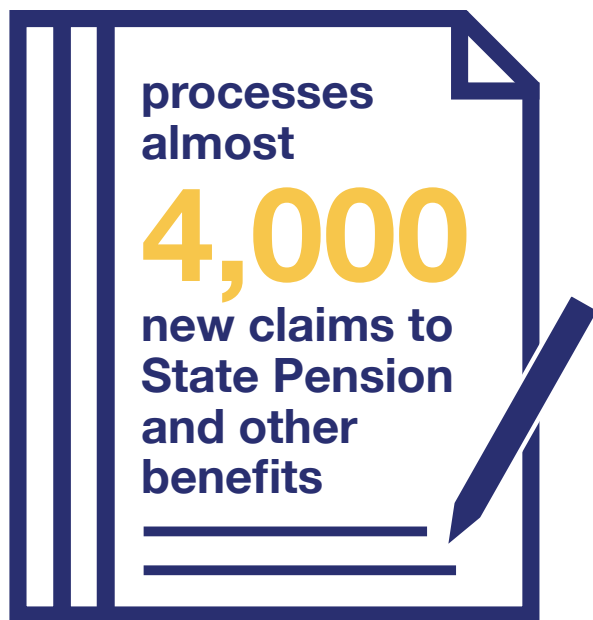 processes
almost
4,000
new claims to
State Pension
and other
benefits